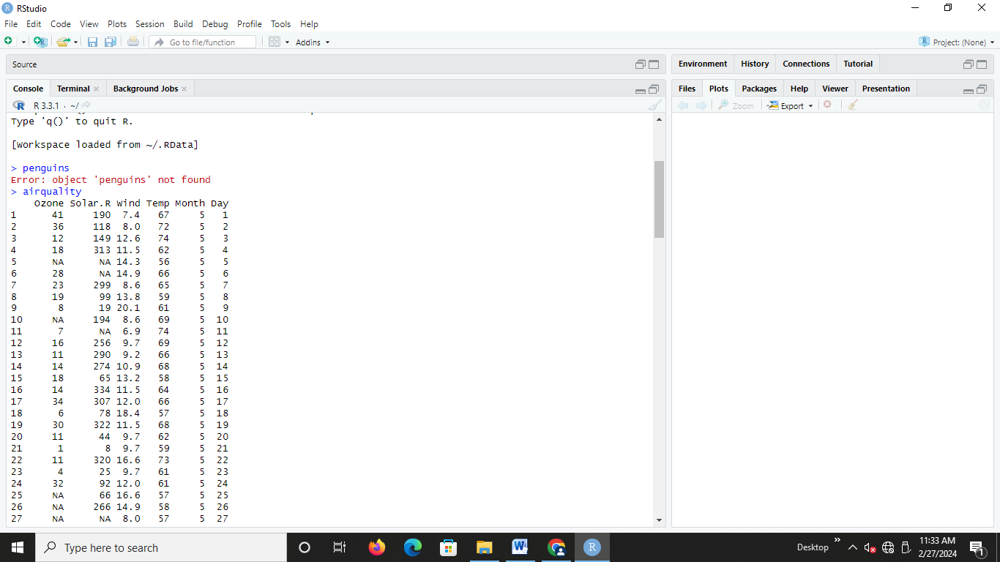 RStudio
File Edit Code View Plots Session Build Debug Profile Tools Help
Go to file/function Addins Project: (None)
Source
Environment History Connections Tutorial
Console Terminal Background Jobs
Files Plots Packages Help Viewer Presentation
R 3.3.1 · ~/
Zoom Export
Type 'q()' to quit R.
[Workspace loaded from ~/.RData]
> penguins
Error: object 'penguins' not found
> airquality
Ozone Solar.R Wind Temp Month Day
1 41 190 7.4 67 5 1
2 36 118 8.0 72 5 2
3 12 149 12.6 74 5 3
4 18 313 11.5 62 5 4
5 NA NA 14.3 56 5 5
6 28 NA 14.9 66 5 6
7 23 299 8.6 65 5 7
8 19 99 13.8 59 5 8
9 8 19 20.1 61 5 9
10 NA 194 8.6 69 5 10
11 7 NA 6.9 74 5 11
12 16 256 9.7 69 5 12
13 11 290 9.2 66 5 13
14 14 274 10.9 68 5 14
15 18 65 13.2 58 5 15
16 14 334 11.5 64 5 16
17 34 307 12.0 66 5 17
18 6 78 18.4 57 5 18
19 30 322 11.5 68 5 19
20 11 44 9.7 62 5 20
21 1 8 9.7 59 5 21
22 11 320 16.6 73 5 22
23 4 25 9.7 61 5 23
24 32 92 12.0 61 5 24
25 NA 66 16.6 57 5 25
26 NA 266 14.9 58 5 26
27 NA NA 8.0 57 5 27
Type here to search
Desktop
11:33 AM
2/27/2024
1